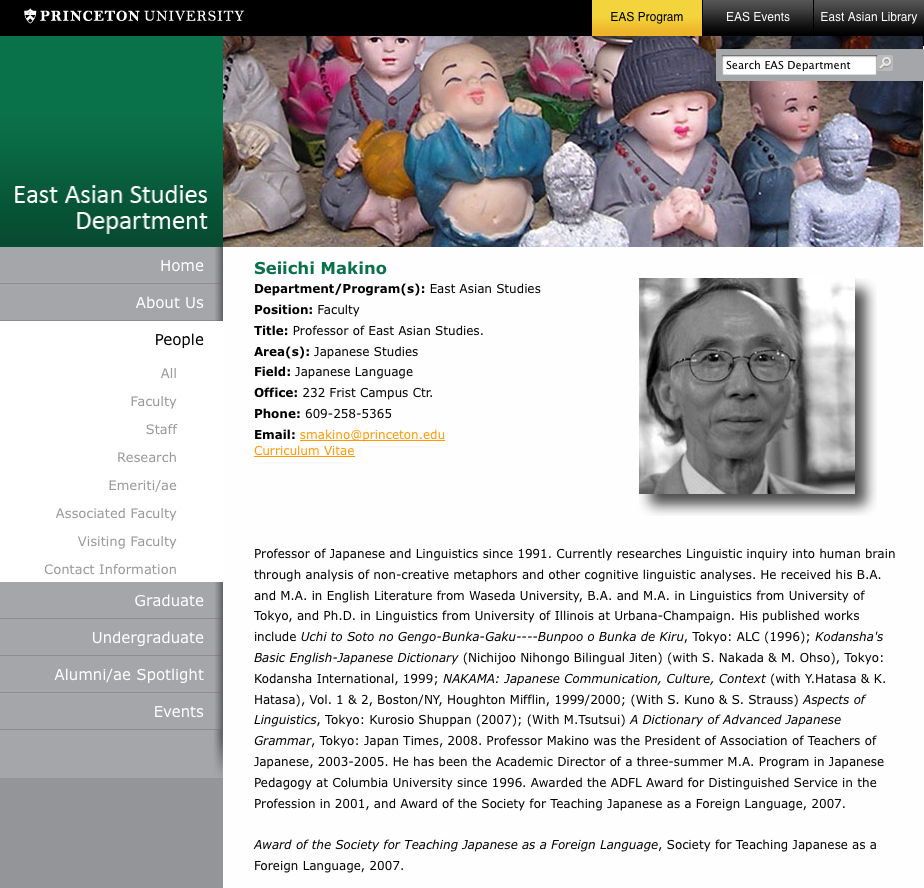 PRINCETON UNIVERSITY
EAS Program
EAS Events
East Asian Library
Search EAS Department
East Asian Studies
Department
Home
About Us
People
All
Faculty
Staff
Research
Emeriti/ae
Associated Faculty
Visiting Faculty
Contact Information
Graduate
Undergraduate
Alumni/ae Spotlight
Events
Seiichi Makino
Department/Program(s): East Asian Studies
Position: Faculty
Title: Professor of East Asian Studies.
Area(s): Japanese Studies
Field: Japanese Language
Office: 232 Frist Campus Ctr.
Phone: 609-258-5365
Email: smakino@princeton.edu
Curriculum Vitae
Professor of Japanese and Linguistics since 1991. Currently researches Linguistic inquiry into human brain
through analysis of non-creative metaphors and other cognitive linguistic analyses. He received his B.A.
and M.A. in English Literature from Waseda University, B.A. and M.A. in Linguistics from University of
Tokyo, and Ph.D. in Linguistics from University of Illinois at Urbana-Champaign. His published works
include Uchi to Soto no Gengo-Bunka-Gaku----Bunpoo o Bunka de Kiru, Tokyo: ALC (1996); Kodansha's
Basic English-Japanese Dictionary (Nichijoo Nihongo Bilingual Jiten) (with S. Nakada & M. Ohso), Tokyo:
Kodansha International, 1999; NAKAMA: Japanese Communication, Culture, Context (with Y.Hatasa & K.
Hatasa), Vol. 1 & 2, Boston/NY, Houghton Mifflin, 1999/2000; (With S. Kuno & S. Strauss) Aspects of
Linguistics, Tokyo: Kurosio Shuppan (2007); (With M.Tsutsui) A Dictionary of Advanced Japanese
Grammar, Tokyo: Japan Times, 2008. Professor Makino was the President of Association of Teachers of
Japanese, 2003-2005. He has been the Academic Director of a three-summer M.A. Program in Japanese
Pedagogy at Columbia University since 1996. Awarded the ADFL Award for Distinguished Service in the
Profession in 2001, and Award of the Society for Teaching Japanese as a Foreign Language, 2007.
Award of the Society for Teaching Japanese as a Foreign Language, Society for Teaching Japanese as a
Foreign Language, 2007.